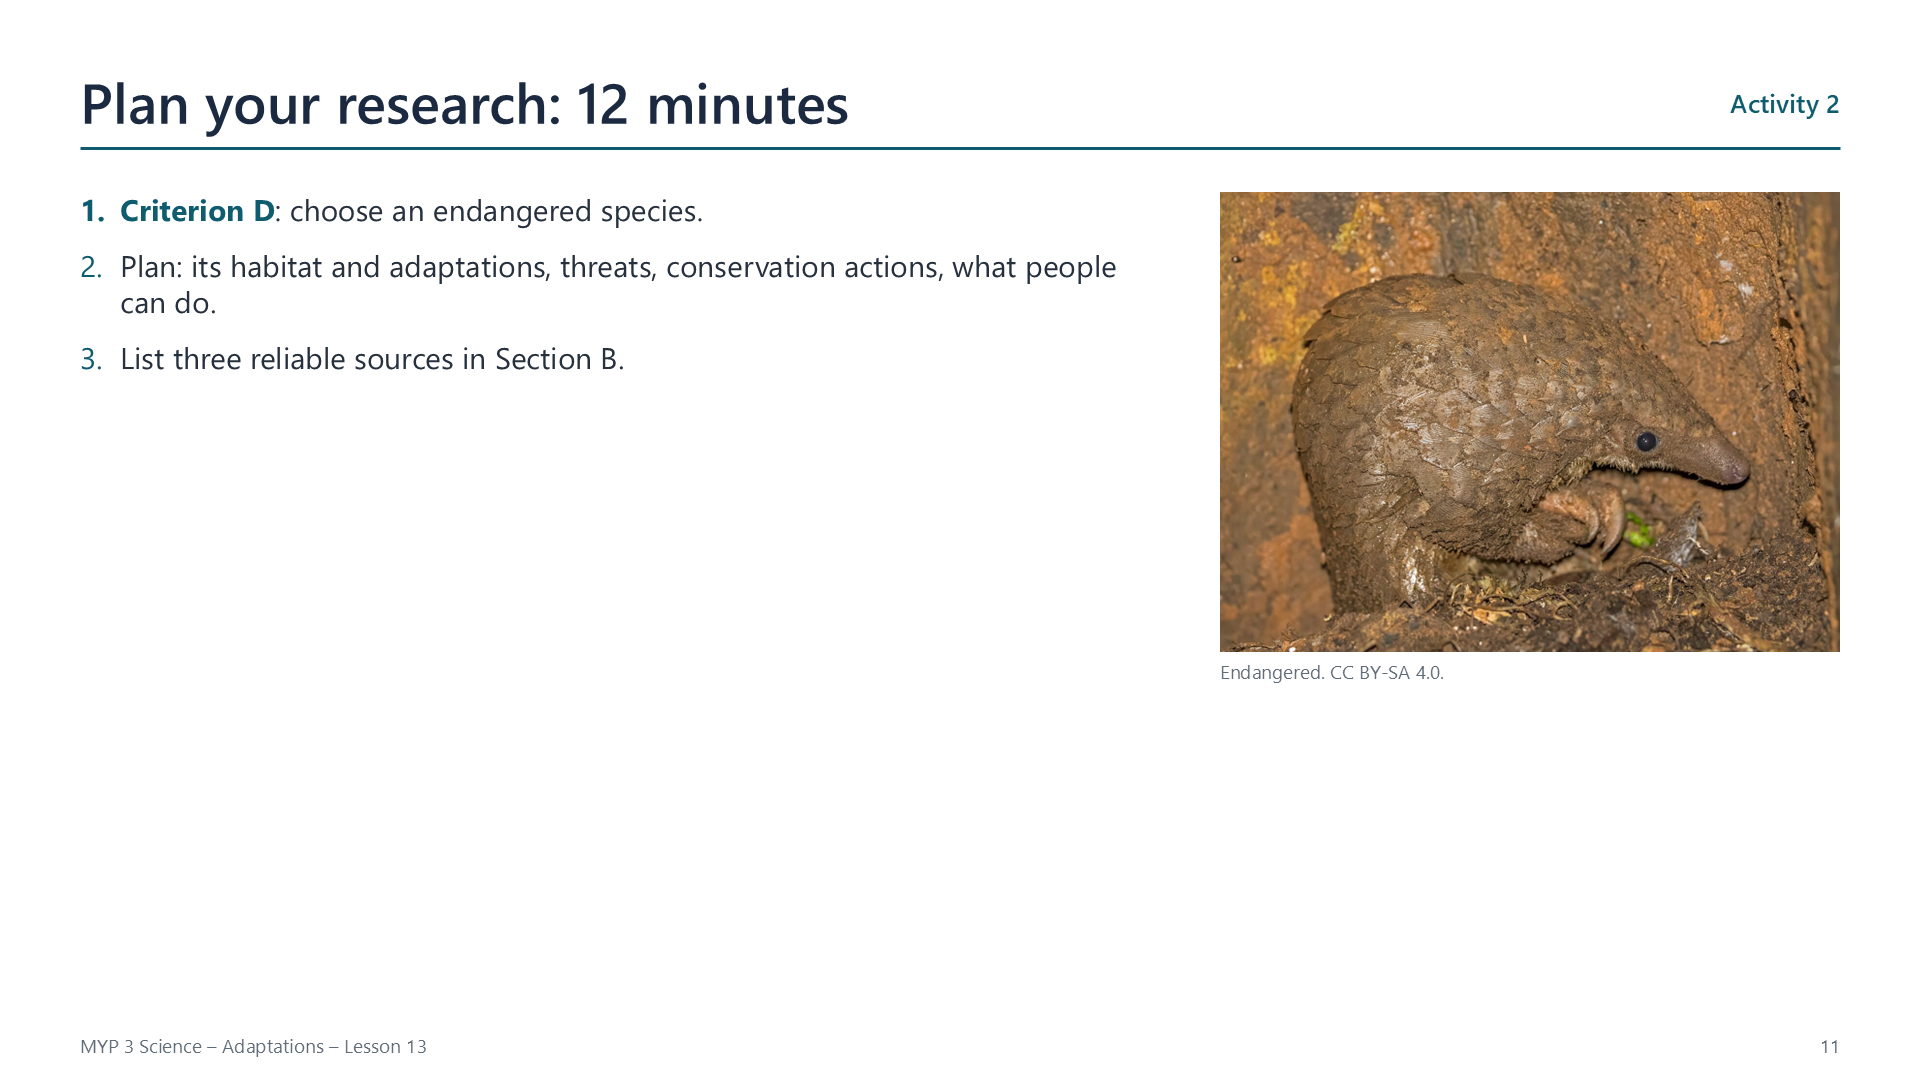 Plan your research: 12 minutes
Activity 2
1. Criterion D: choose an endangered species.
2. Plan: its habitat and adaptations, threats, conservation actions, what people
can do.
3. List three reliable sources in Section B.
Endangered. CC BY-SA 4.0.
MYP 3 Science – Adaptations – Lesson 13
11